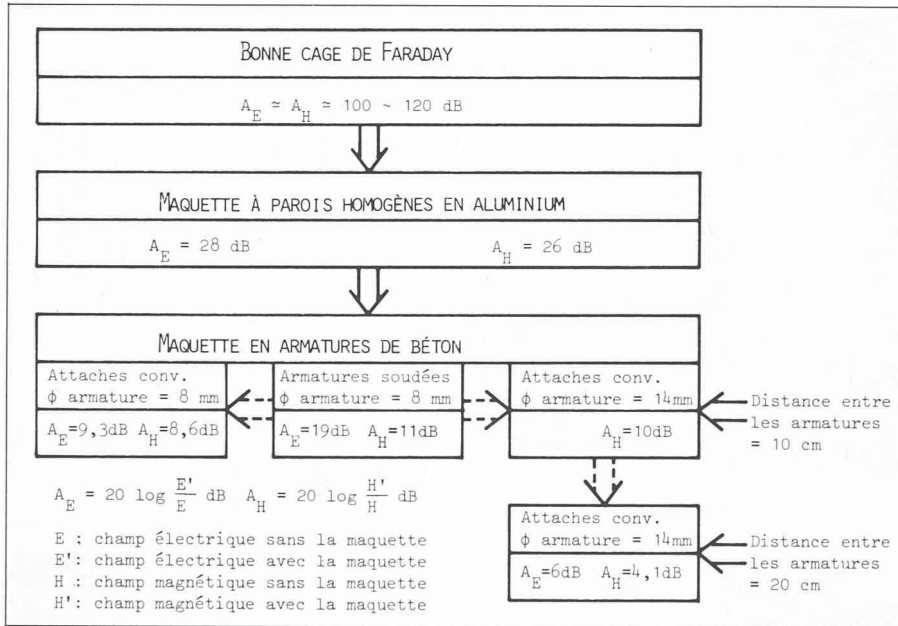 BONNE CAGE DE FARADAY
A_E ≃ A_H ≃ 100 ~ 120 dB
MAQUETTE À PAROIS HOMOGÈNES EN ALUMINIUM
A_E = 28 dB A_H = 26 dB
MAQUETTE EN ARMATURES DE BÉTON
Attaches conv.
ϕ armature = 8 mm
A_E=9,3dB A_H=8,6dB
Armatures soudées
ϕ armature = 8 mm
A_E=19dB A_H=11dB
Attaches conv.
ϕ armature = 14mm
A_H=10dB
Distance entre
les armatures
= 10 cm
A_E = 20 log E'/E dB A_H = 20 log H'/H dB
E : champ électrique sans la maquette
E': champ électrique avec la maquette
H : champ magnétique sans la maquette
H': champ magnétique avec la maquette
Attaches conv.
ϕ armature = 14mm
A_E=6dB A_H=4,1dB
Distance entre
les armatures
= 20 cm